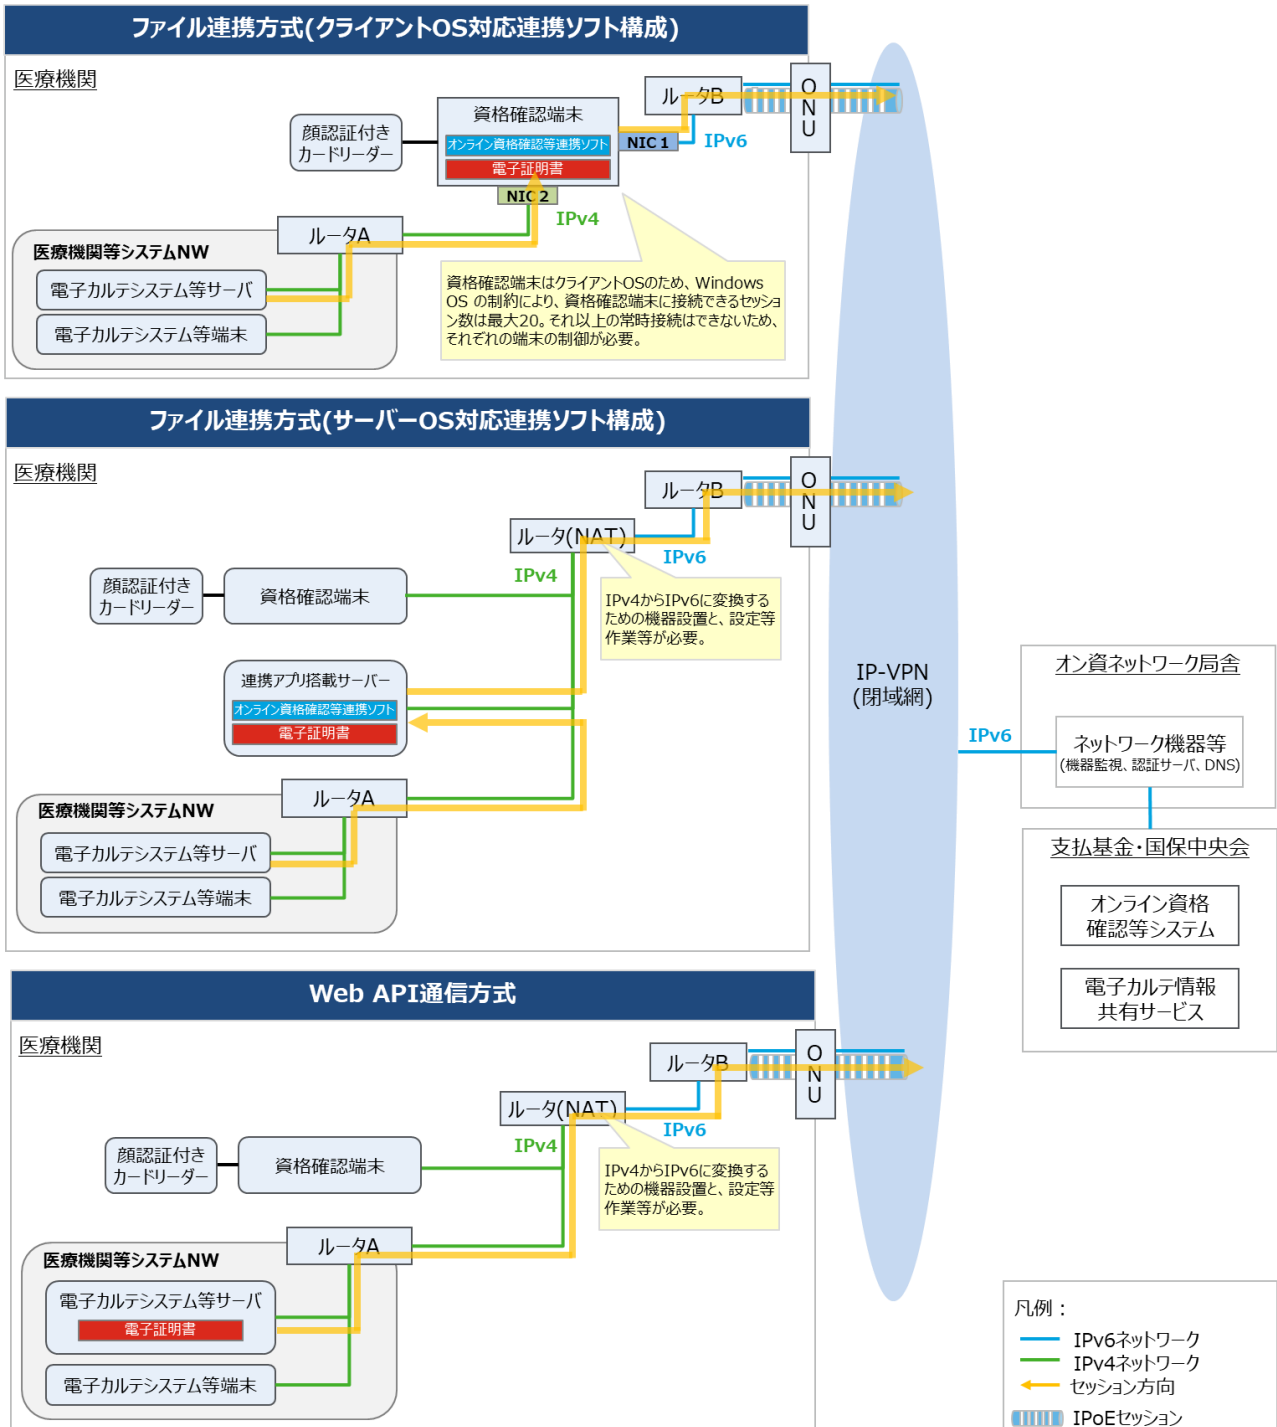 ファイル連携方式(クライアントOS対応連携ソフト構成)
医療機関
顔認証付き
カードリーダー
資格確認端末
オンライン資格確認等連携ソフト
電子証明書
NIC 1
NIC 2
IPv6
IPv4
ルータB
ONU
ルータA
医療機関等システムNW
電子カルテシステム等サーバ
電子カルテシステム等端末
資格確認端末はクライアントOSのため、Windows
OS の制約により、資格確認端末に接続できるセッショ
ン数は最大20。それ以上の常時接続はできないため、
それぞれの端末の制御が必要。
ファイル連携方式(サーバーOS対応連携ソフト構成)
医療機関
ルータB
ONU
ルータ(NAT)
IPv6
IPv4
顔認証付き
カードリーダー
資格確認端末
IPv4からIPv6に変換する
ための機器設置と、設定等
作業等が必要。
連携アプリ搭載サーバー
オンライン資格確認等連携ソフト
電子証明書
ルータA
医療機関等システムNW
電子カルテシステム等サーバ
電子カルテシステム等端末
Web API通信方式
医療機関
ルータB
ONU
ルータ(NAT)
IPv6
IPv4
顔認証付き
カードリーダー
資格確認端末
IPv4からIPv6に変換する
ための機器設置と、設定等
作業等が必要。
ルータA
医療機関等システムNW
電子カルテシステム等サーバ
電子証明書
電子カルテシステム等端末
IP-VPN
(閉域網)
IPv6
オン資ネットワーク局舎
ネットワーク機器等
(機器監視、認証サーバ、DNS)
支払基金・国保中央会
オンライン資格
確認等システム
電子カルテ情報
共有サービス
凡例：
IPv6ネットワーク
IPv4ネットワーク
セッション方向
IPoEセッション